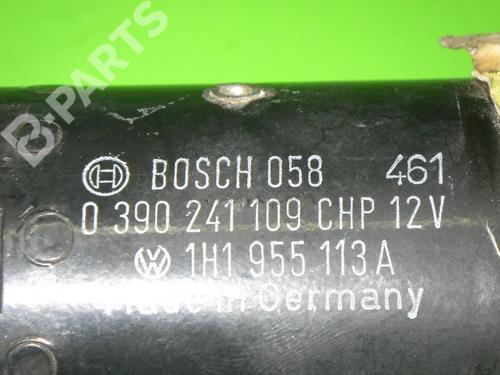 B-PARTS
BOSCH 058 461
0 390 241 109 CHP 12V
1H1 955 113 A
Made in Germany